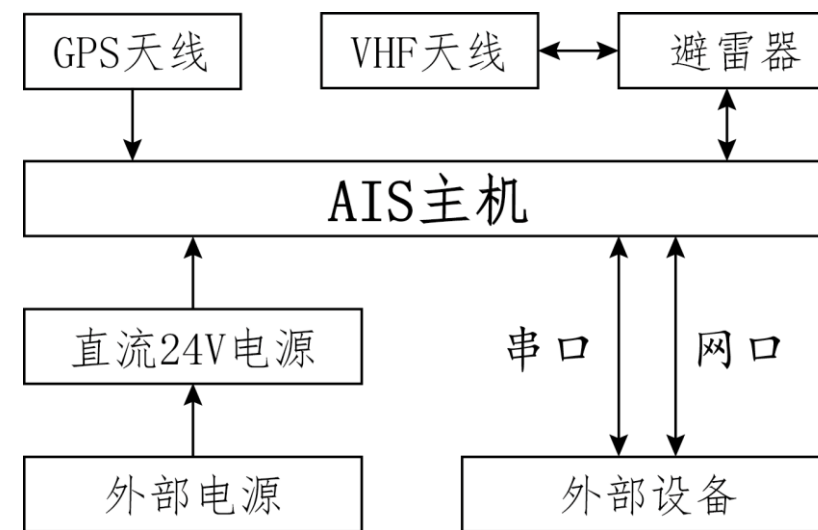 GPS天线
VHF天线
避雷器
AIS主机
直流24V电源
串口
网口
外部电源
外部设备